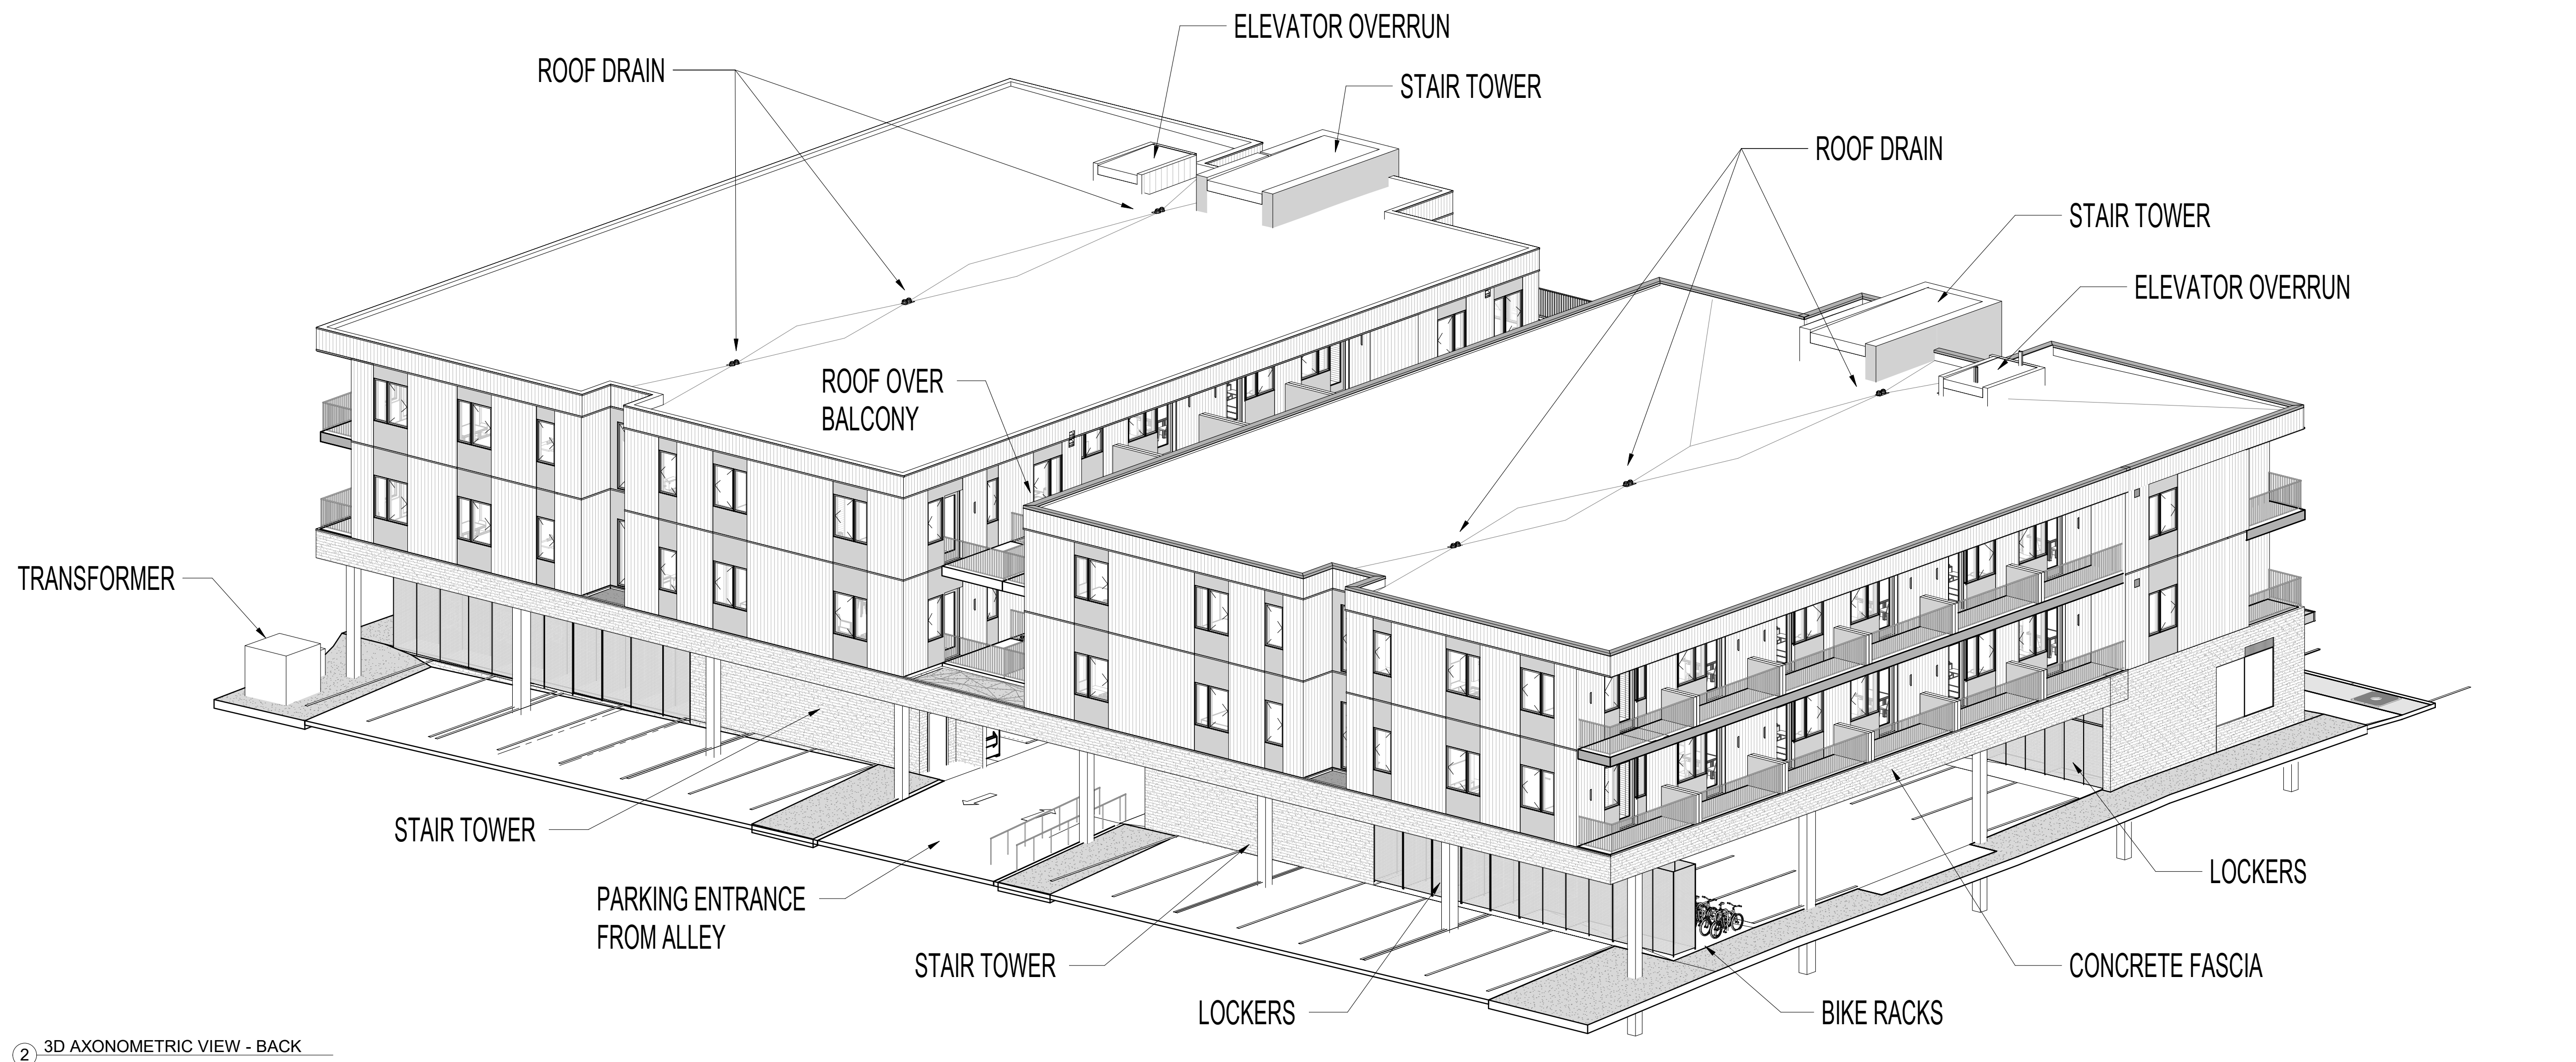 ELEVATOR OVERRUN
ROOF DRAIN
STAIR TOWER
ROOF DRAIN
STAIR TOWER
ELEVATOR OVERRUN
ROOF OVER
BALCONY
TRANSFORMER
STAIR TOWER
LOCKERS
PARKING ENTRANCE
FROM ALLEY
STAIR TOWER
CONCRETE FASCIA
LOCKERS
BIKE RACKS
2 3D AXONOMETRIC VIEW - BACK